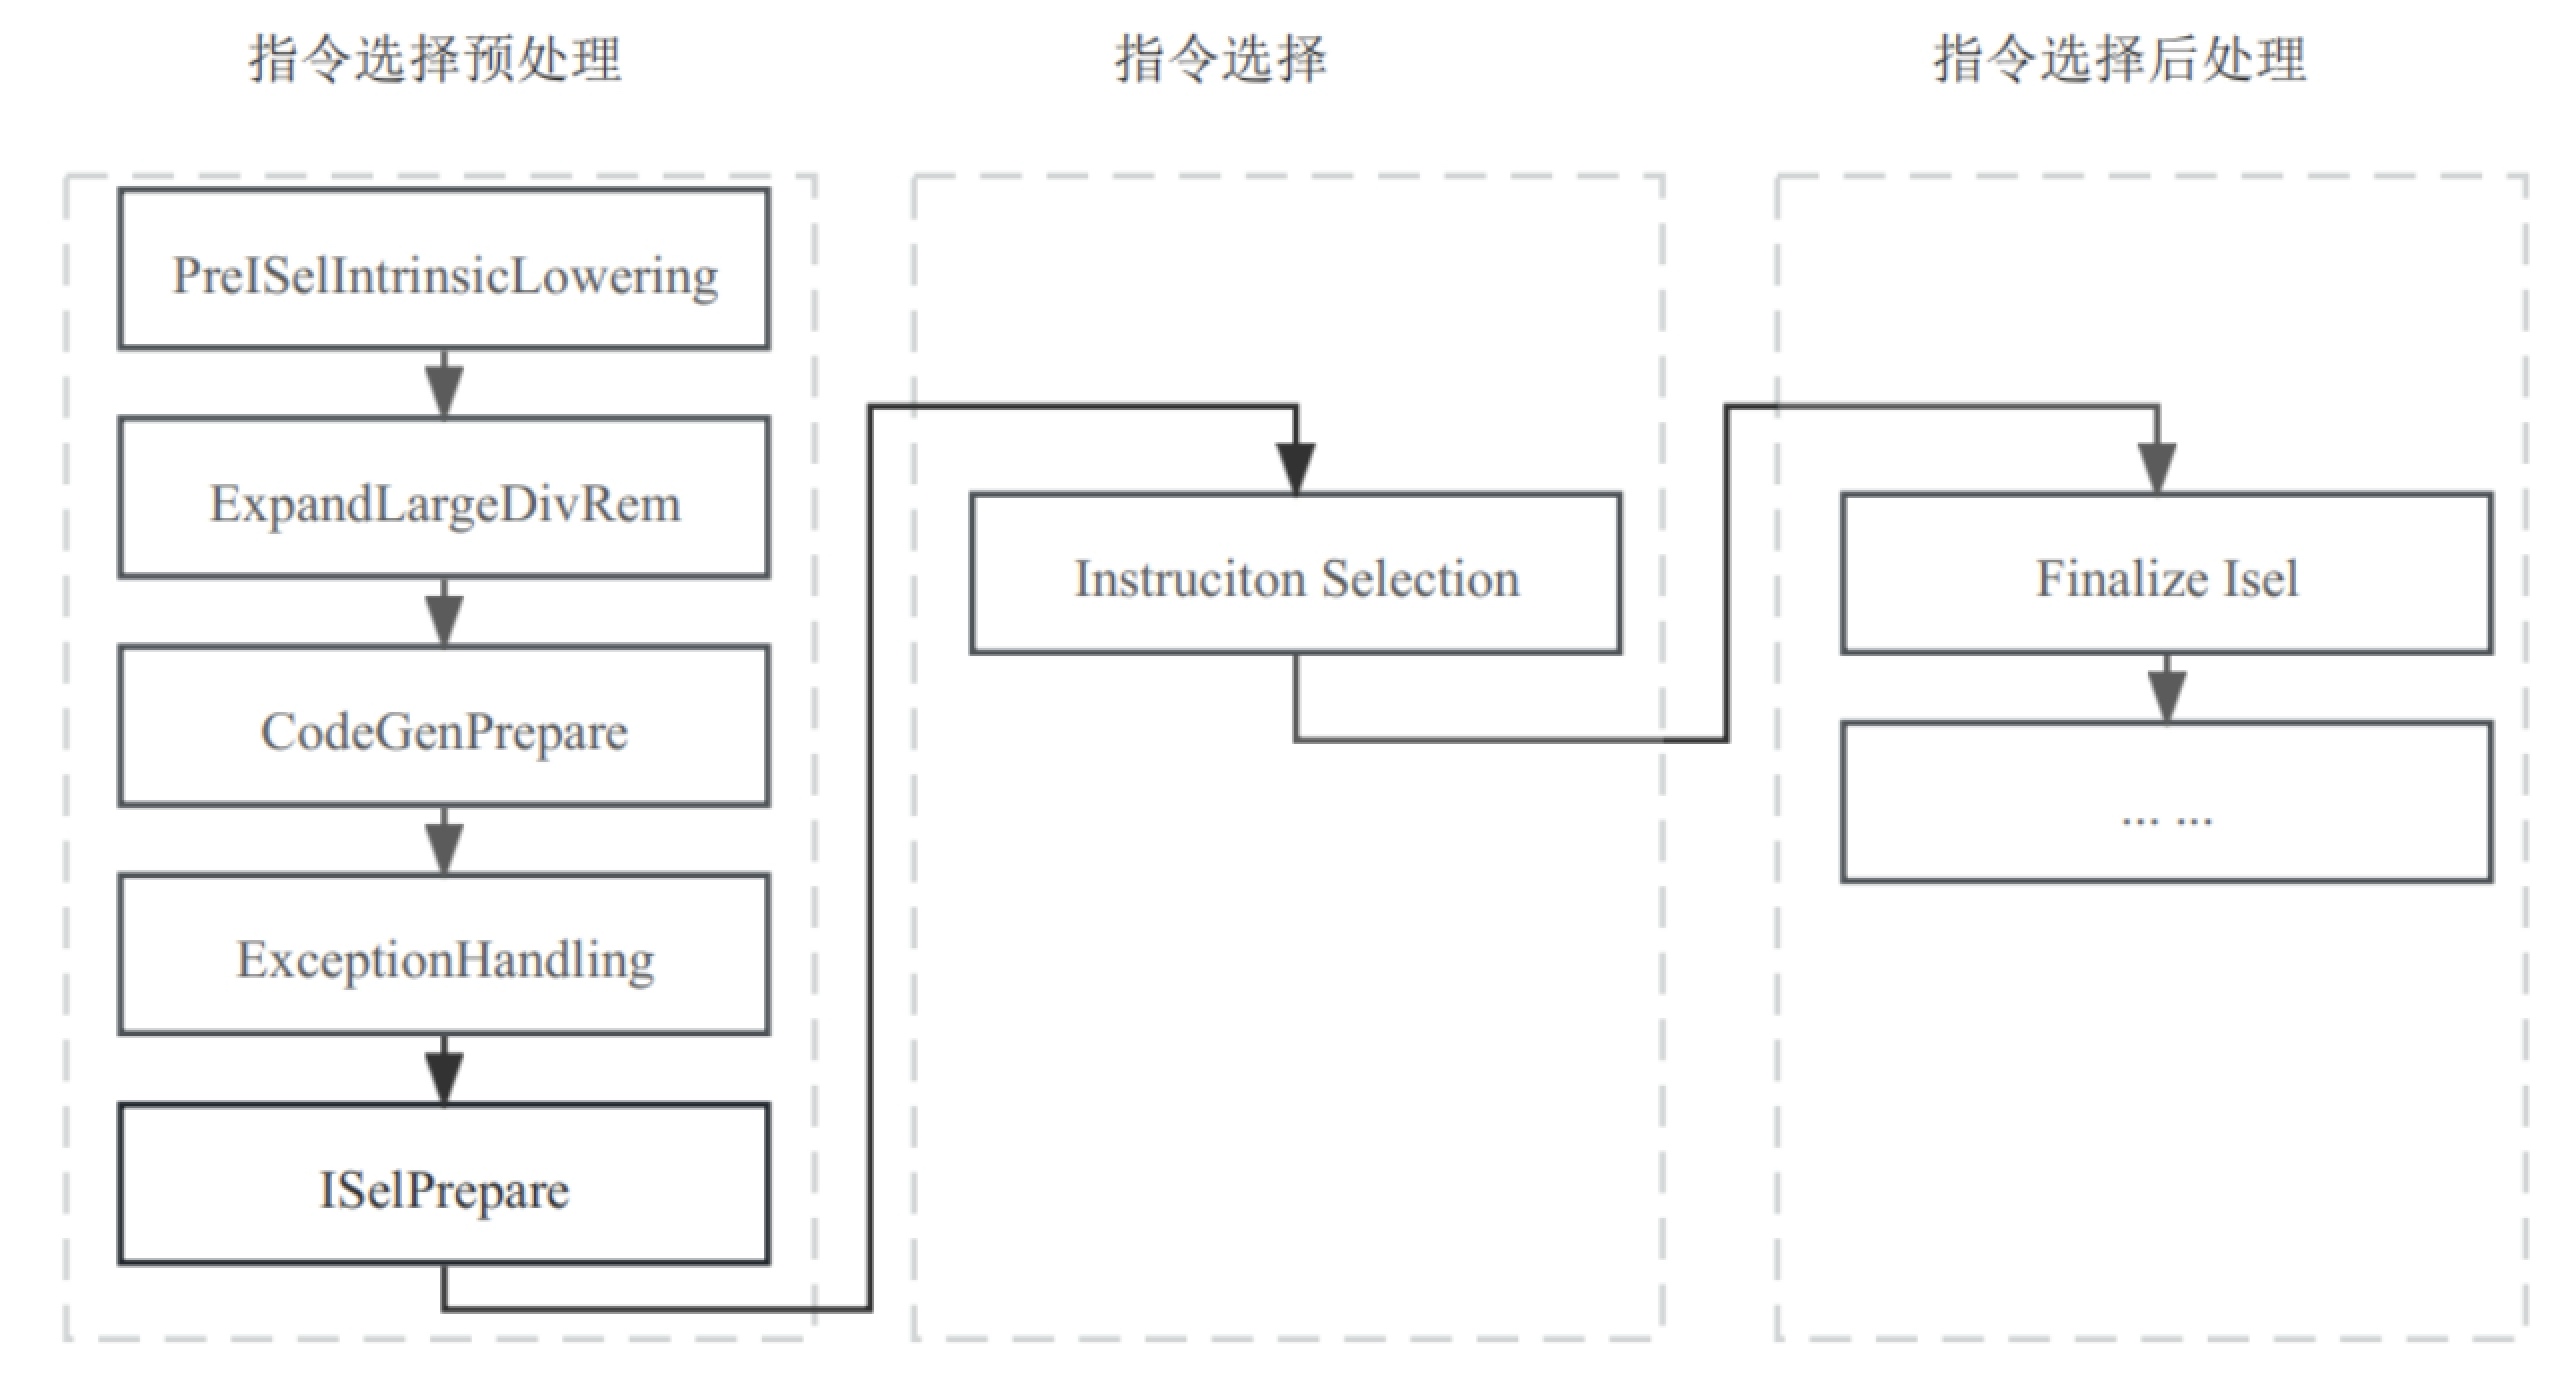 指令选择预处理
PreISelIntrinsicLowering
ExpandLargeDivRem
CodeGenPrepare
ExceptionHandling
ISelPrepare
指令选择
Instruciton Selection
指令选择后处理
Finalize Isel
... ...